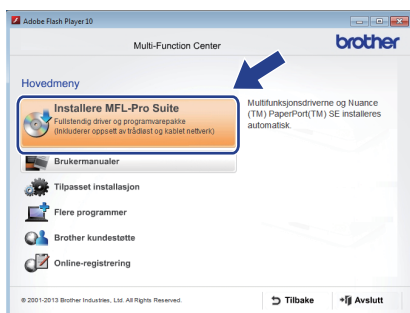 Adobe Flash Player 10
Multi-Function Center
brother
Hovedmeny
Installere MFL-Pro Suite
Fullstendig driver og programvarepakke
(Inkluderer oppsett av trådløst og kablet nettverk)
Multifunksjonsdriverne og Nuance
(TM) PaperPort(TM) SE installeres
automatisk.
Brukermanualer
Tilpasset installasjon
Flere programmer
Brother kundestøtte
Online-registrering
© 2001-2013 Brother Industries, Ltd. All Rights Reserved.
Tilbake
Avslutt